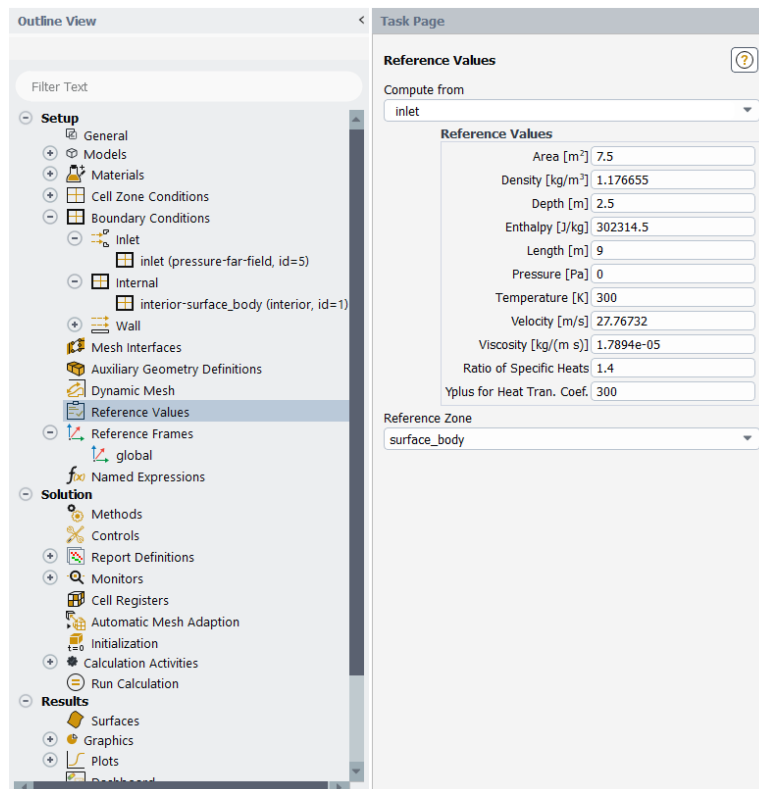 Outline View
<
Filter Text
Setup
General
Models
Materials
Cell Zone Conditions
Boundary Conditions
Inlet
inlet (pressure-far-field, id=5)
Internal
interior-surface_body (interior, id=1)
Wall
Mesh Interfaces
Auxiliary Geometry Definitions
Dynamic Mesh
Reference Values
Reference Frames
global
f(x) Named Expressions
Solution
Methods
Controls
Report Definitions
Monitors
Cell Registers
Automatic Mesh Adaption
t=0 Initialization
Calculation Activities
Run Calculation
Results
Surfaces
Graphics
Plots
Dashboard
Task Page
Reference Values
?
Compute from
inlet
Reference Values
Area [m²] 7.5
Density [kg/m³] 1.176655
Depth [m] 2.5
Enthalpy [J/kg] 302314.5
Length [m] 9
Pressure [Pa] 0
Temperature [K] 300
Velocity [m/s] 27.76732
Viscosity [kg/(m s)] 1.7894e-05
Ratio of Specific Heats 1.4
Yplus for Heat Tran. Coef. 300
Reference Zone
surface_body